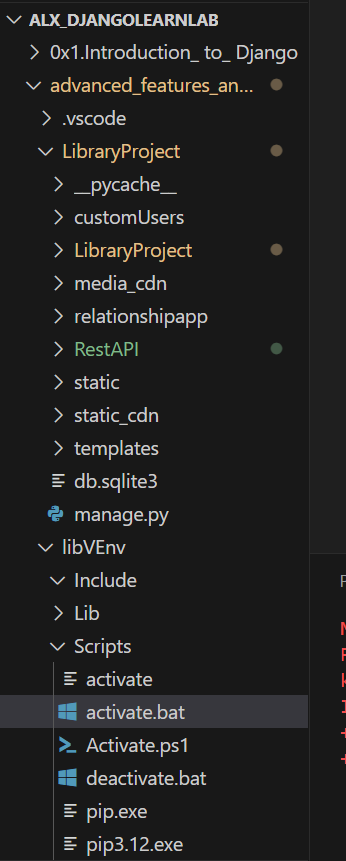 ALX_DJANGOLEARNLAB
0x1.Introduction_ to_ Django
advanced_features_an...
.vscode
LibraryProject
__pycache__
customUsers
LibraryProject
media_cdn
relationshipapp
RestAPI
static
static_cdn
templates
db.sqlite3
manage.py
libVEnv
Include
Lib
Scripts
activate
activate.bat
Activate.ps1
deactivate.bat
pip.exe
pip3.12.exe